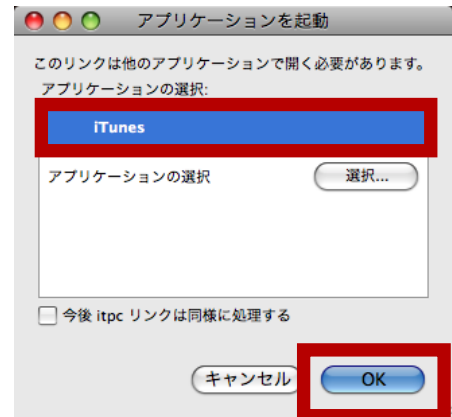 アプリケーションを起動
このリンクは他のアプリケーションで開く必要があります。
アプリケーションの選択:
iTunes
アプリケーションの選択 選択...
今後 itpc リンクは同様に処理する
キャンセル OK